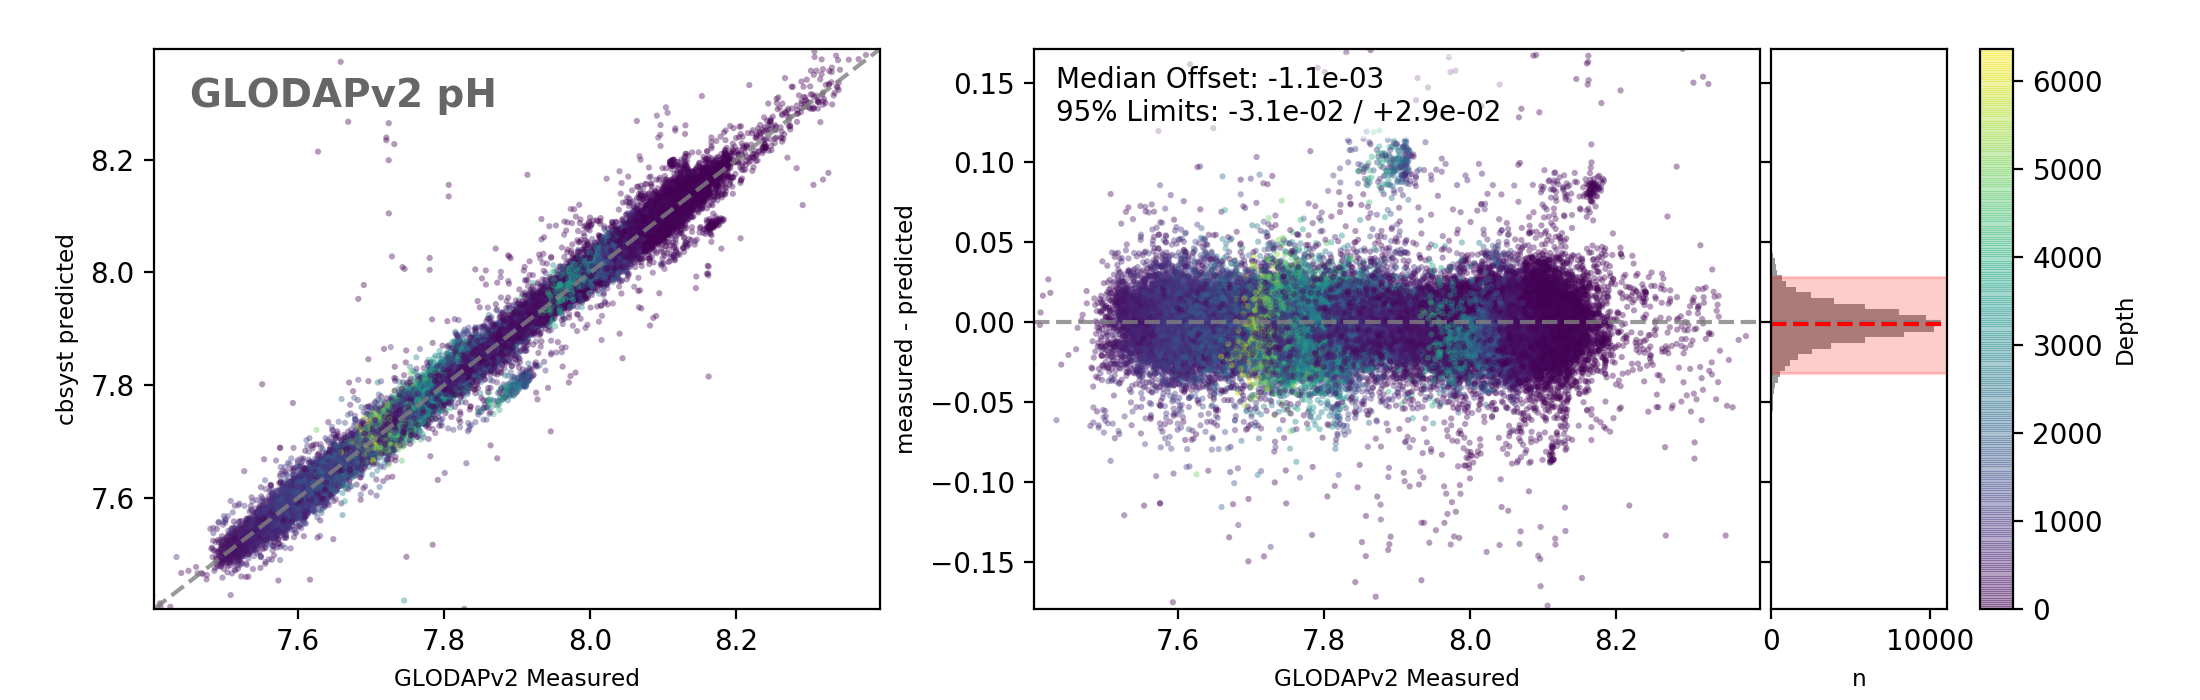 GLODAPv2 pH
cbsyst predicted
8.2
8.0
7.8
7.6
7.6 7.8 8.0 8.2
GLODAPv2 Measured
Median Offset: -1.1e-03
95% Limits: -3.1e-02 / +2.9e-02
measured - predicted
0.15
0.10
0.05
0.00
−0.05
−0.10
−0.15
7.6 7.8 8.0 8.2
GLODAPv2 Measured
0 10000
n
6000
5000
4000
3000
2000
1000
0
Depth